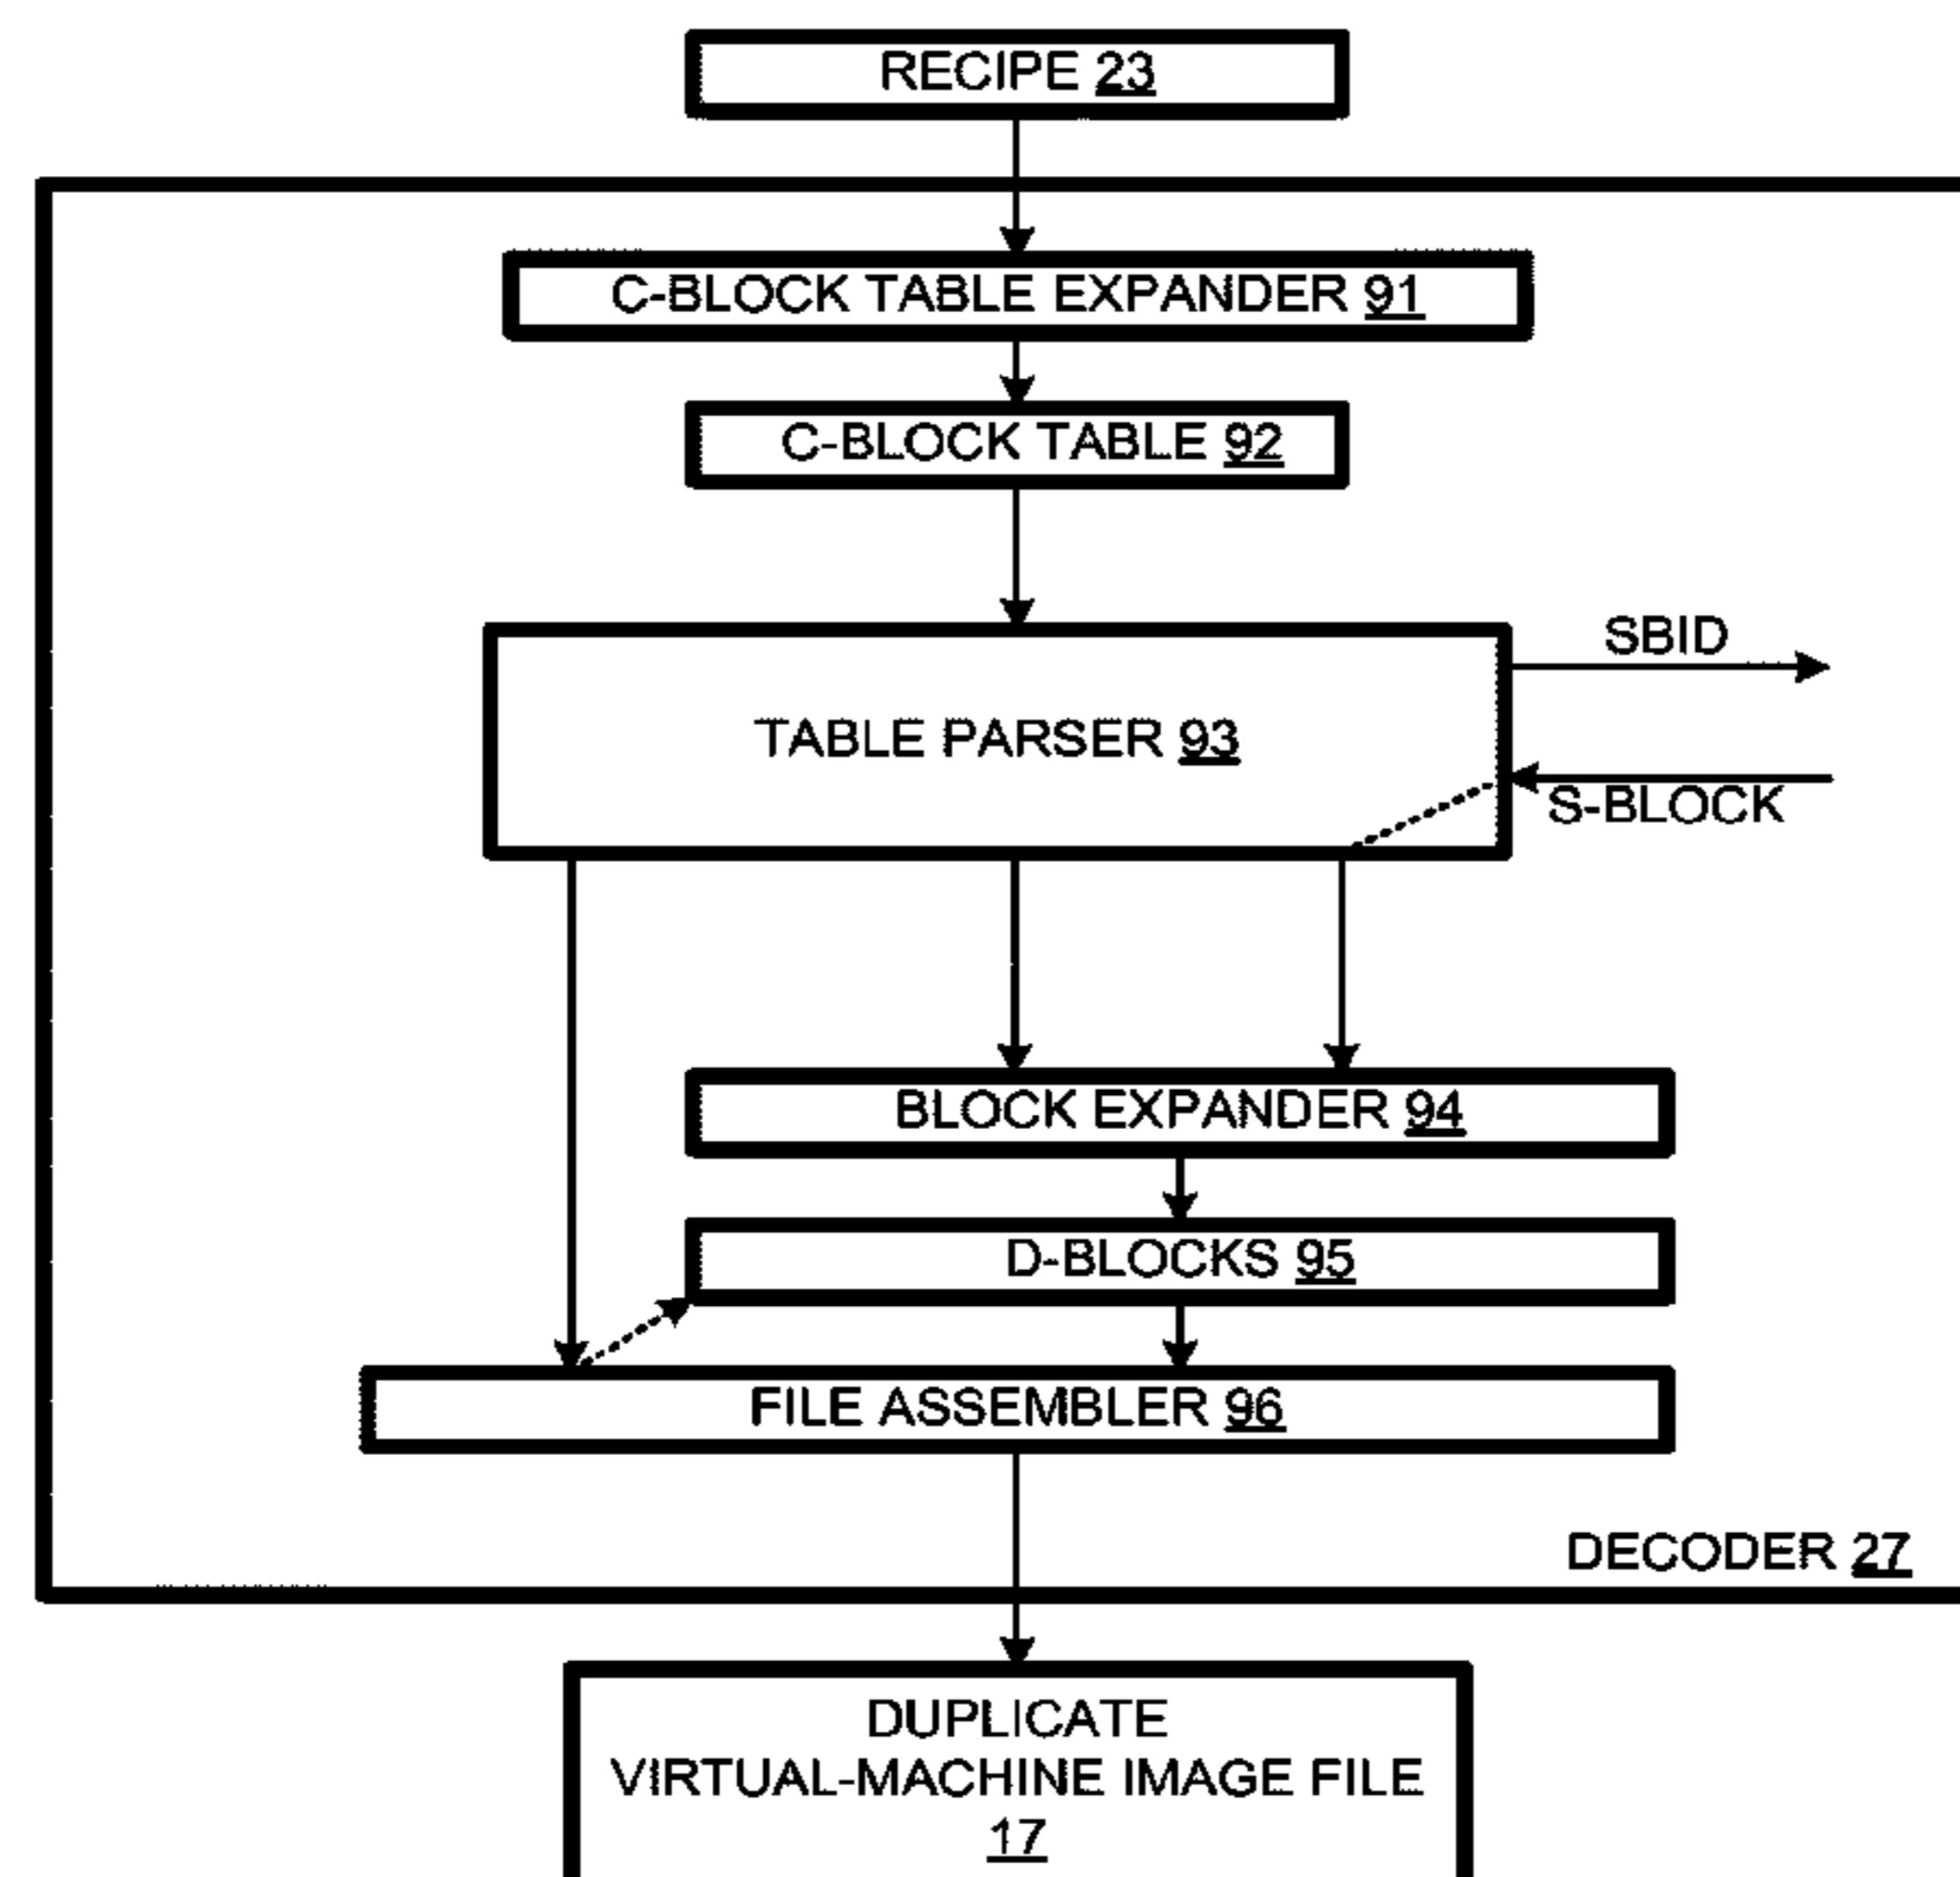 RECIPE 23
C-BLOCK TABLE EXPANDER 91
C-BLOCK TABLE 92
SBID
TABLE PARSER 93
S-BLOCK
BLOCK EXPANDER 94
D-BLOCKS 95
FILE ASSEMBLER 96
DECODER 27
DUPLICATE
VIRTUAL-MACHINE IMAGE FILE
17